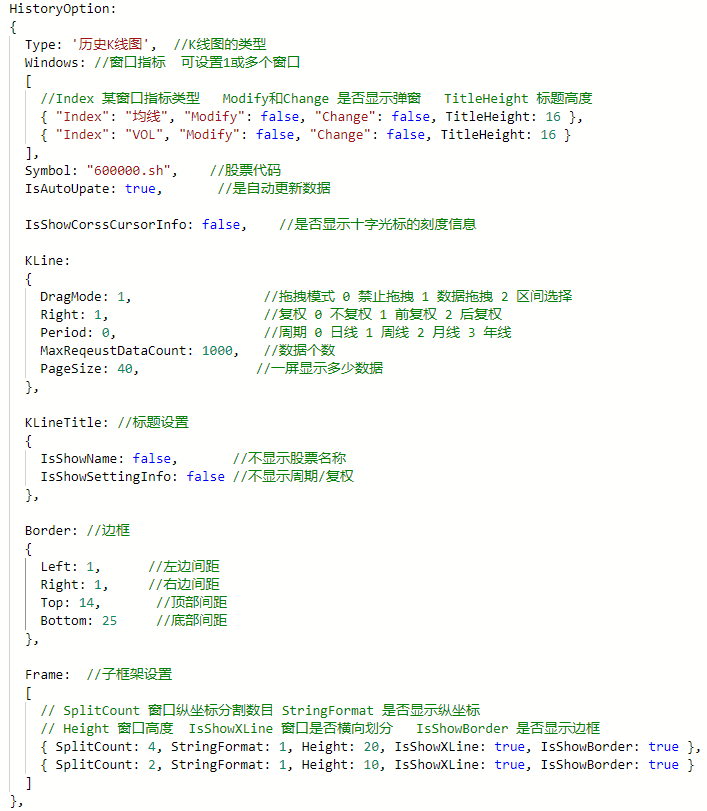 HistoryOption:
{
Type: '历史K线图', //K线图的类型
Windows: //窗口指标 可设置1或多个窗口
[
//Index 某窗口指标类型 Modify和Change 是否显示弹窗 TitleHeight 标题高度
{ "Index": "均线", "Modify": false, "Change": false, TitleHeight: 16 },
{ "Index": "VOL", "Modify": false, "Change": false, TitleHeight: 16 }
],
Symbol: "600000.sh", //股票代码
IsAutoUpate: true, //是自动更新数据
IsShowCorssCursorInfo: false, //是否显示十字光标的刻度信息
KLine:
{
DragMode: 1, //拖拽模式 0 禁止拖拽 1 数据拖拽 2 区间选择
Right: 1, //复权 0 不复权 1 前复权 2 后复权
Period: 0, //周期 0 日线 1 周线 2 月线 3 年线
MaxReqeustDataCount: 1000, //数据个数
PageSize: 40, //一屏显示多少数据
},
KLineTitle: //标题设置
{
IsShowName: false, //不显示股票名称
IsShowSettingInfo: false //不显示周期/复权
},
Border: //边框
{
Left: 1, //左边间距
Right: 1, //右边间距
Top: 14, //顶部间距
Bottom: 25 //底部间距
},
Frame: //子框架设置
[
// SplitCount 窗口纵坐标分割数目 StringFormat 是否显示纵坐标
// Height 窗口高度 IsShowXLine 窗口是否横向划分 IsShowBorder 是否显示边框
{ SplitCount: 4, StringFormat: 1, Height: 20, IsShowXLine: true, IsShowBorder: true },
{ SplitCount: 2, StringFormat: 1, Height: 10, IsShowXLine: true, IsShowBorder: true }
]
},